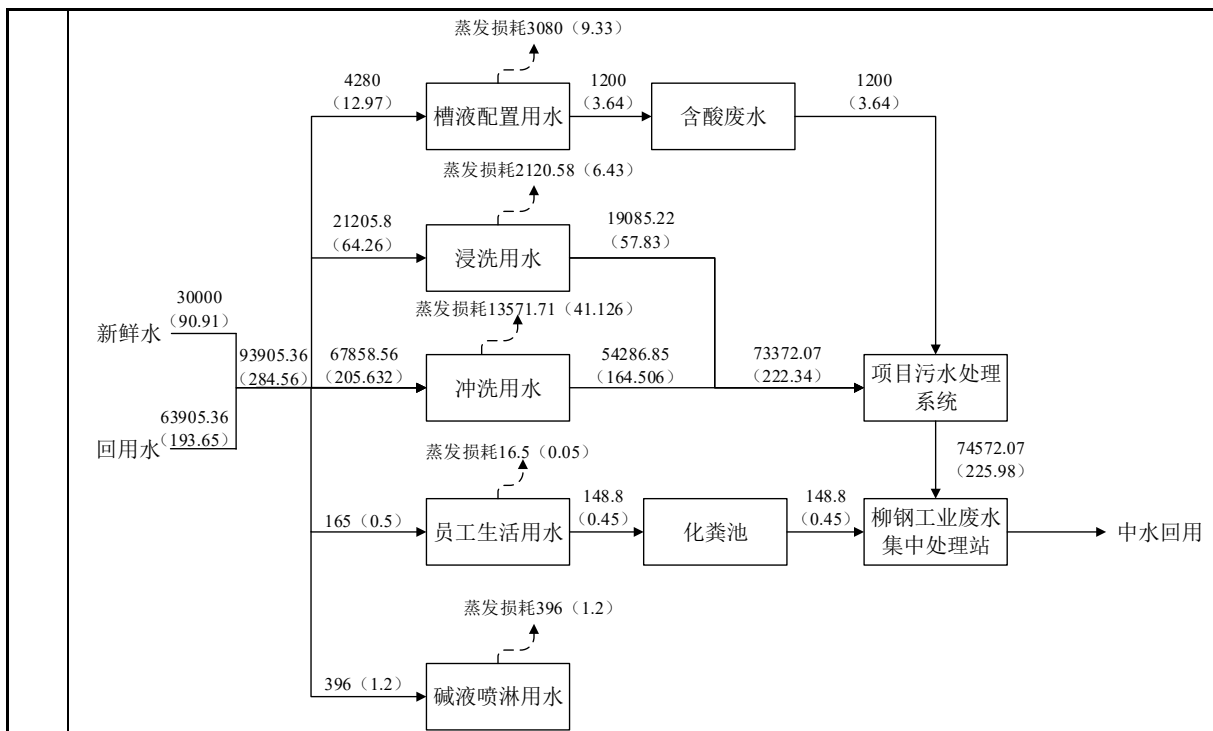 蒸发损耗3080（9.33）
4280
（12.97）
槽液配置用水
1200
（3.64）
含酸废水
1200
（3.64）
蒸发损耗2120.58（6.43）
21205.8
（64.26）
浸洗用水
19085.22
（57.83）
新鲜水
30000
（90.91）
回用水
63905.36
（193.65）
93905.36
（284.56）
蒸发损耗13571.71（41.126）
67858.56
（205.632）
冲洗用水
54286.85
（164.506）
73372.07
（222.34）
项目污水处理
系统
74572.07
（225.98）
蒸发损耗16.5（0.05）
165（0.5）
员工生活用水
148.8
（0.45）
化粪池
148.8
（0.45）
柳钢工业废水
集中处理站
中水回用
蒸发损耗396（1.2）
396（1.2）
碱液喷淋用水